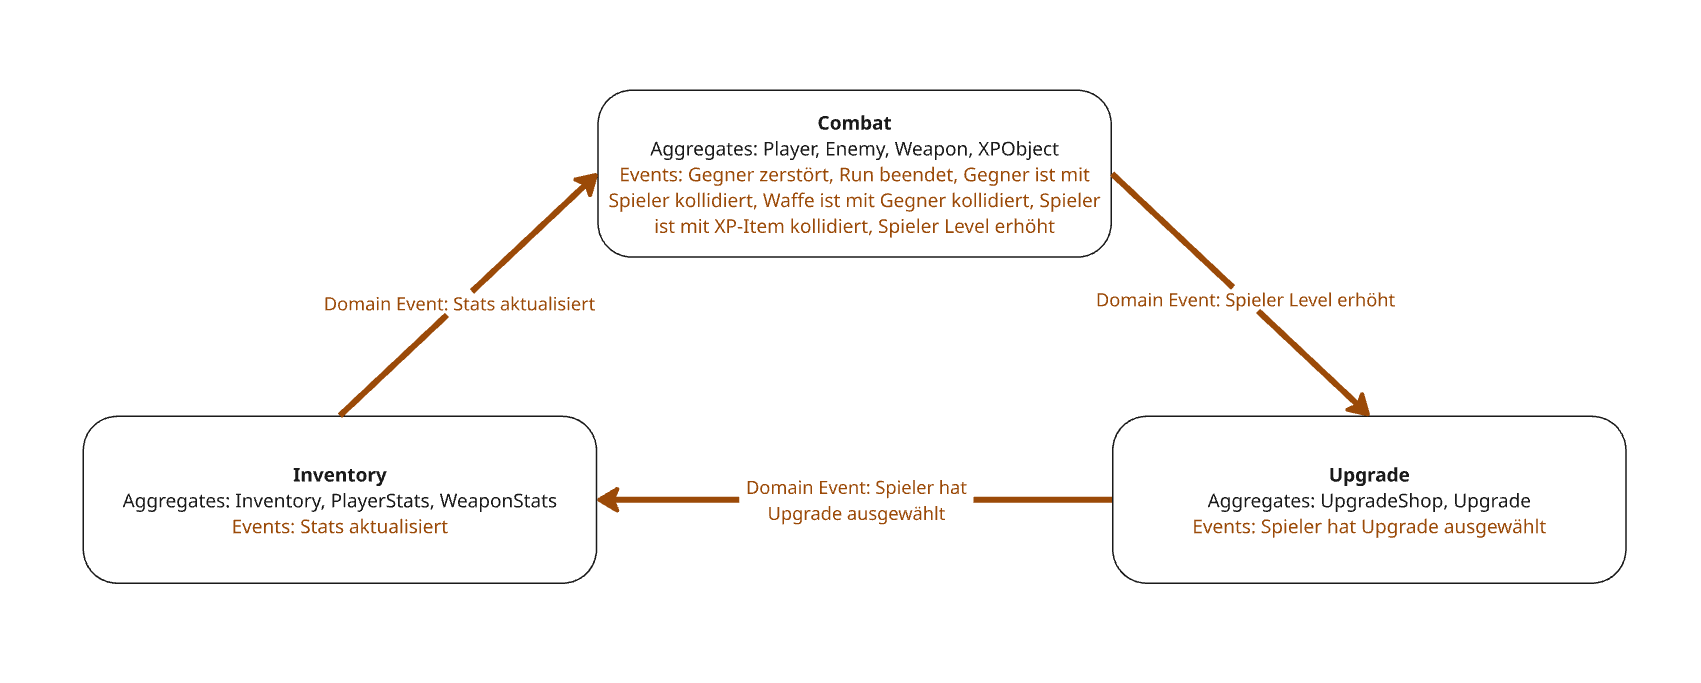 Combat
Aggregates: Player, Enemy, Weapon, XPObject
Events: Gegner zerstört, Run beendet, Gegner ist mit
Spieler kollidiert, Waffe ist mit Gegner kollidiert, Spieler
ist mit XP-Item kollidiert, Spieler Level erhöht
Domain Event: Stats aktualisiert
Domain Event: Spieler Level erhöht
Inventory
Aggregates: Inventory, PlayerStats, WeaponStats
Events: Stats aktualisiert
Domain Event: Spieler hat
Upgrade ausgewählt
Upgrade
Aggregates: UpgradeShop, Upgrade
Events: Spieler hat Upgrade ausgewählt